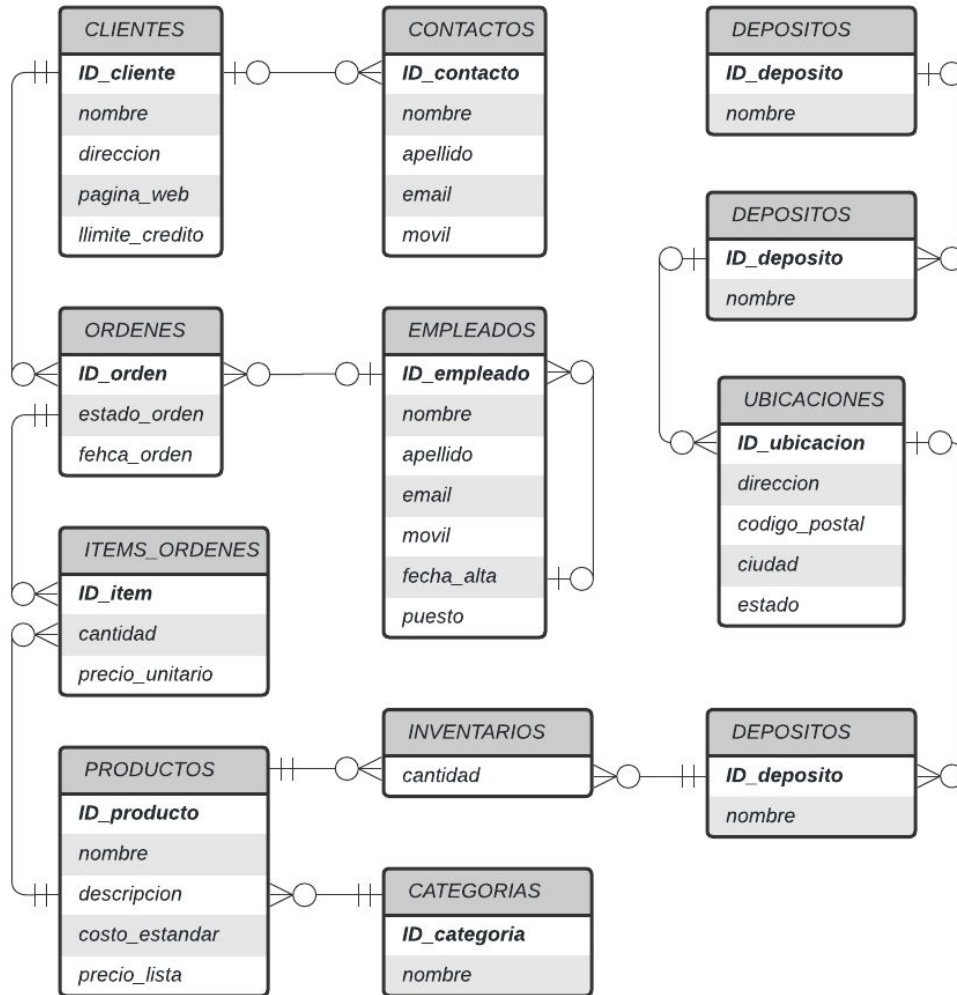 CLIENTES
ID_cliente
nombre
direccion
pagina_web
llimite_credito
CONTACTOS
ID_contacto
nombre
apellido
email
movil
DEPOSITOS
ID_deposito
nombre
DEPOSITOS
ID_deposito
nombre
ORDENES
ID_orden
estado_orden
fehca_orden
EMPLEADOS
ID_empleado
nombre
apellido
email
movil
fecha_alta
puesto
UBICACIONES
ID_ubicacion
direccion
codigo_postal
ciudad
estado
ITEMS_ORDENES
ID_item
cantidad
precio_unitario
PRODUCTOS
ID_producto
nombre
descripcion
costo_estandar
precio_lista
INVENTARIOS
cantidad
DEPOSITOS
ID_deposito
nombre
CATEGORIAS
ID_categoria
nombre